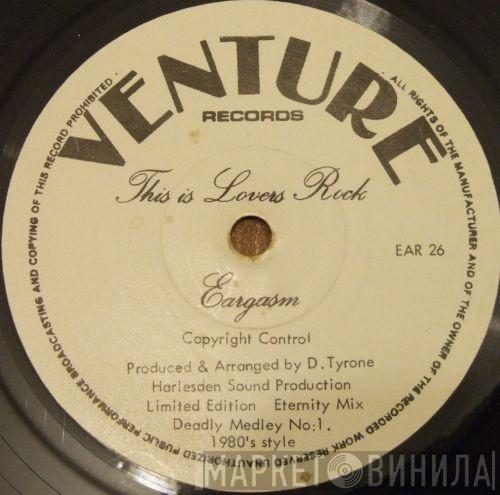 VENTURE
RECORDS
This is Lovers Rock
EAR 26
Eargasm
Copyright Control
Produced & Arranged by D.Tyrone
Harlesden Sound Production
Limited Edition Eternity Mix
Deadly Medley No:1.
1980's style
ALL RIGHTS OF THE MANUFACTURER AND OF THE OWNER OF THE RECORDED WORK RESERVED UNAUTHORIZED PUBLIC PERFORMANCE BROADCASTING AND COPYING OF THIS RECORD PROHIBITED.
МАРКЕТ ВИНИЛА